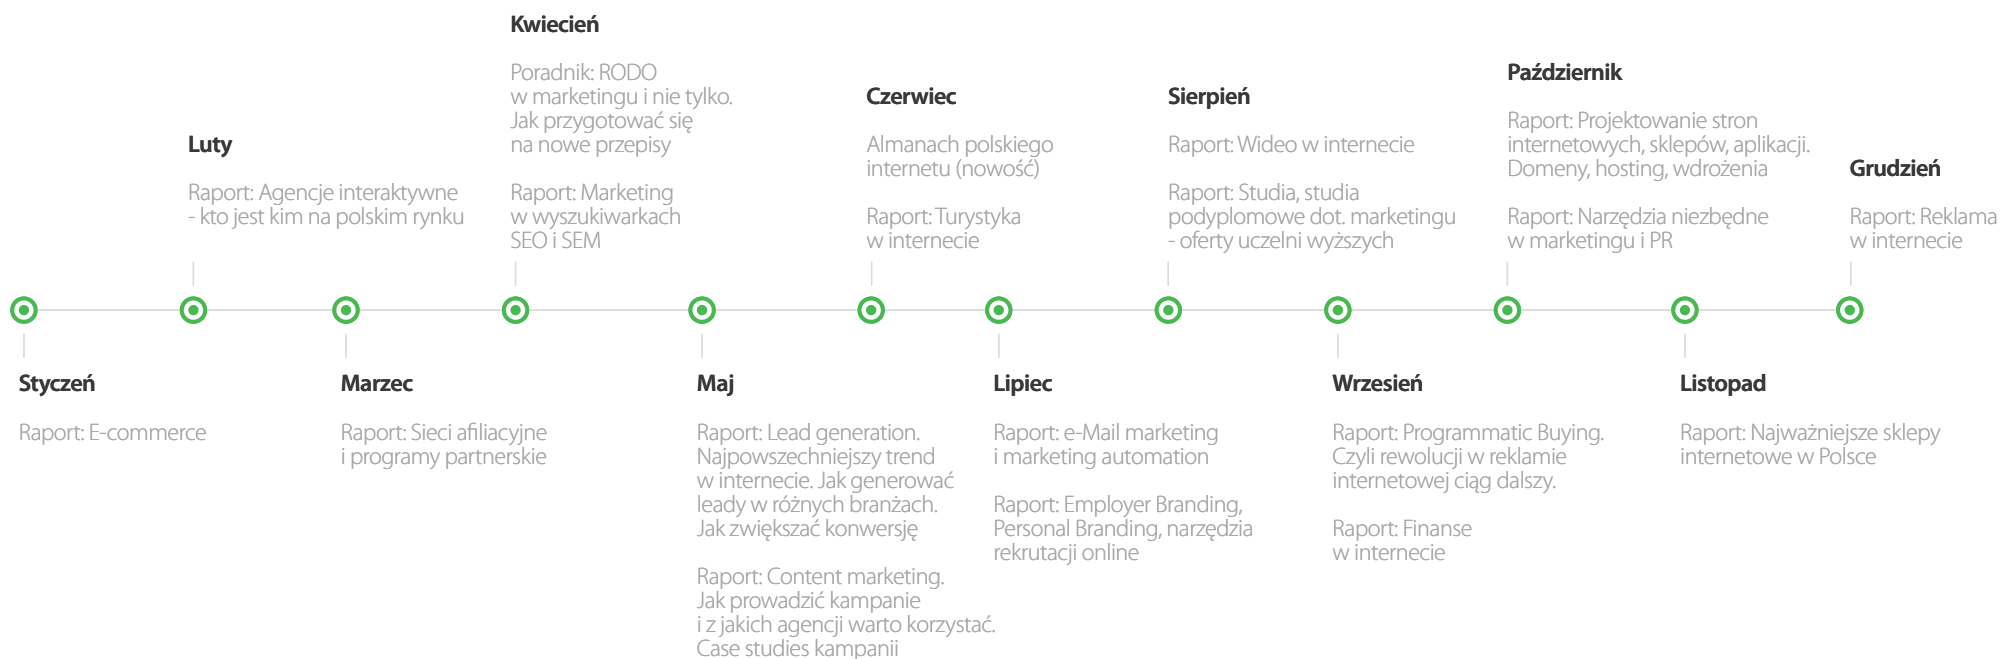 Styczeń
Raport: E-commerce
Luty
Raport: Agencje interaktywne
- kto jest kim na polskim rynku
Marzec
Raport: Sieci afiliacyjne
i programy partnerskie
Kwiecień
Poradnik: RODO
w marketingu i nie tylko.
Jak przygotować się
na nowe przepisy
Raport: Marketing
w wyszukiwarkach
SEO i SEM
Maj
Raport: Lead generation.
Najpowszechniejszy trend
w internecie. Jak generować
leady w różnych branżach.
Jak zwiększać konwersję
Raport: Content marketing.
Jak prowadzić kampanie
i z jakich agencji warto korzystać.
Case studies kampanii
Czerwiec
Almanach polskiego
internetu (nowość)
Raport: Turystyka
w internecie
Lipiec
Raport: e-Mail marketing
i marketing automation
Raport: Employer Branding,
Personal Branding, narzędzia
rekrutacji online
Sierpień
Raport: Wideo w internecie
Raport: Studia, studia
podyplomowe dot. marketingu
- oferty uczelni wyższych
Wrzesień
Raport: Programmatic Buying.
Czyli rewolucji w reklamie
internetowej ciąg dalszy.
Raport: Finanse
w internecie
Październik
Raport: Projektowanie stron
internetowych, sklepów, aplikacji.
Domeny, hosting, wdrożenia
Raport: Narzędzia niezbędne
w marketingu i PR
Listopad
Raport: Najważniejsze sklepy
internetowe w Polsce
Grudzień
Raport: Reklama
w internecie